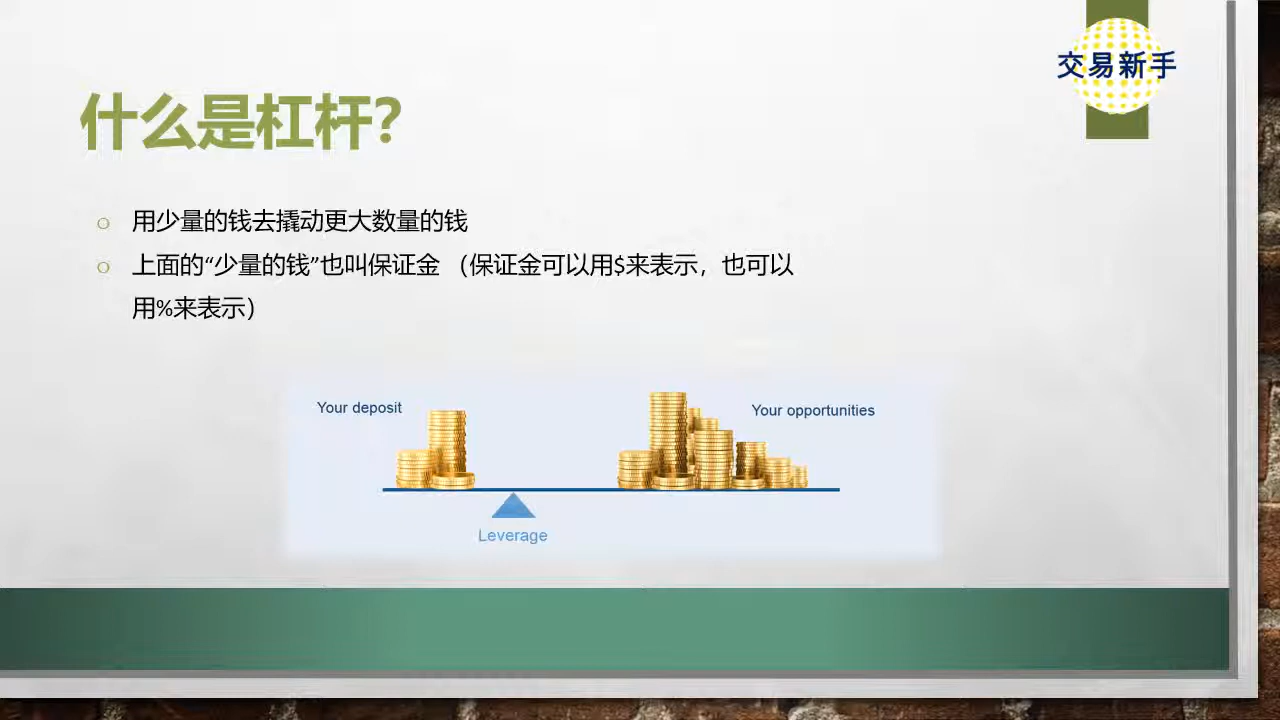 交易新手
什么是杠杆？
用少量的钱去撬动更大数量的钱
上面的“少量的钱”也叫保证金 （保证金可以用$来表示，也可以
用%来表示）
Your deposit
Your opportunities
Leverage